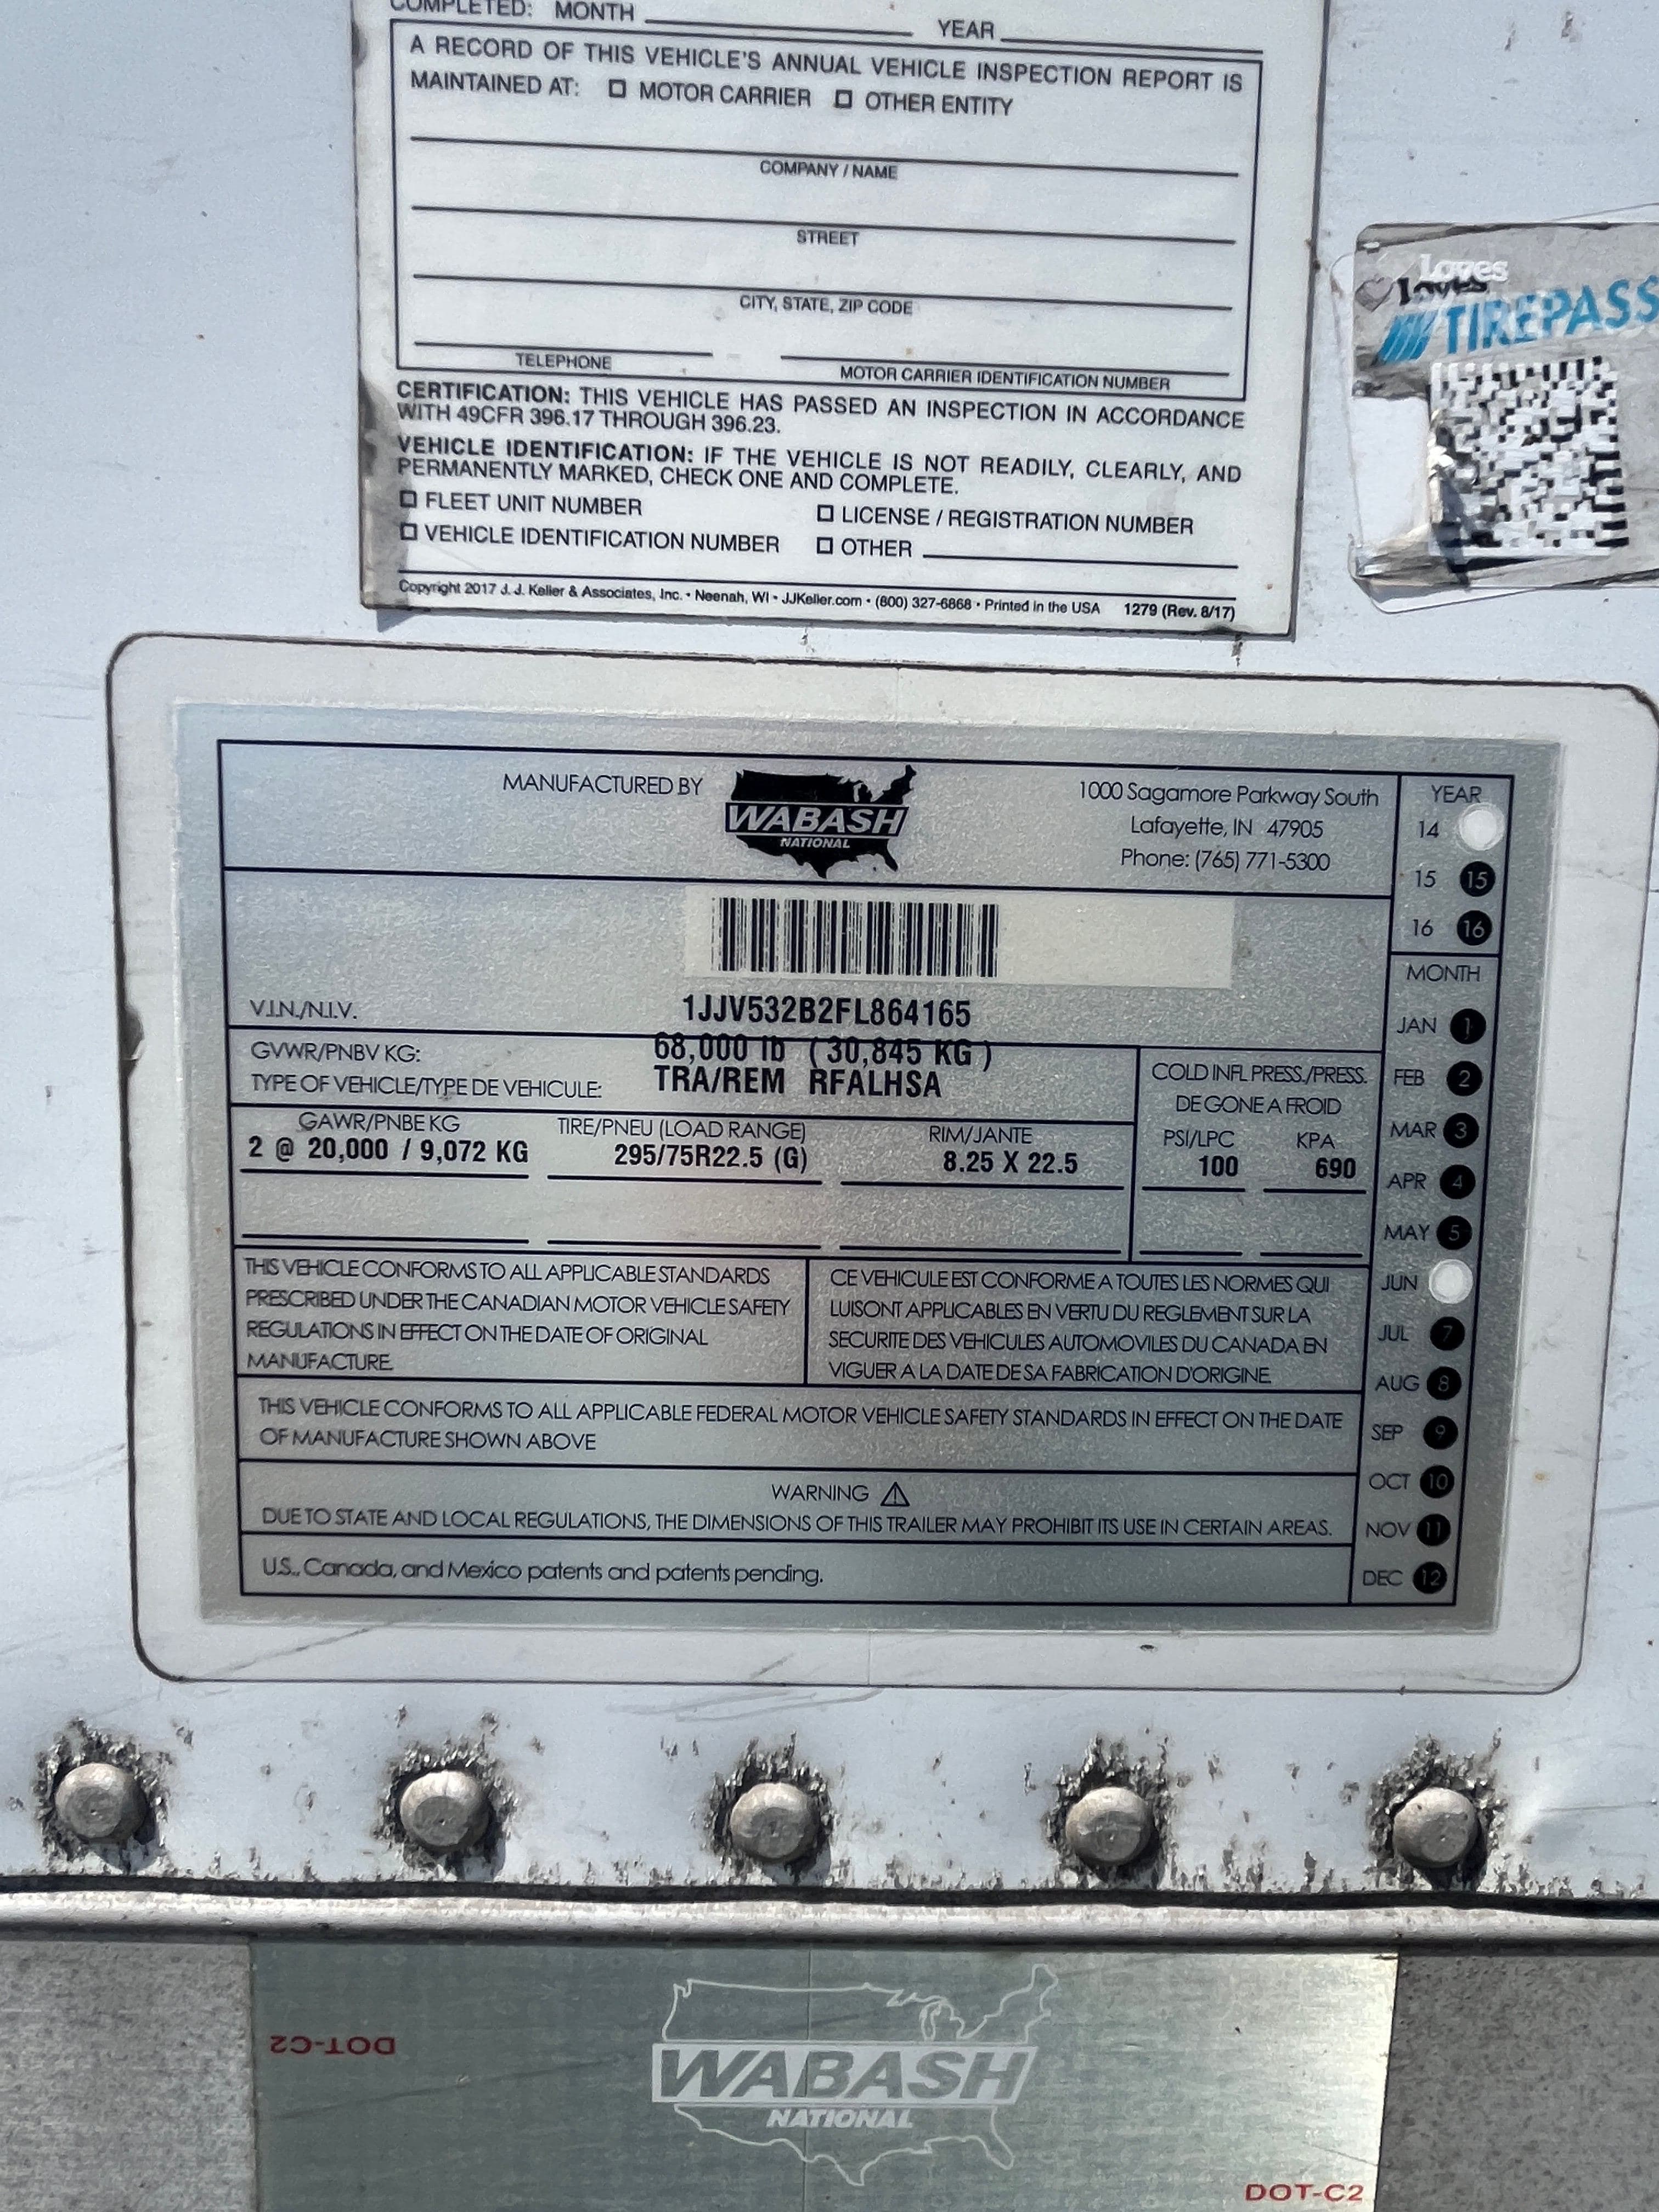 COMPLETED: MONTH YEAR
A RECORD OF THIS VEHICLE'S ANNUAL VEHICLE INSPECTION REPORT IS
MAINTAINED AT: MOTOR CARRIER OTHER ENTITY
COMPANY / NAME
STREET
CITY, STATE, ZIP CODE
TELEPHONE MOTOR CARRIER IDENTIFICATION NUMBER
CERTIFICATION: THIS VEHICLE HAS PASSED AN INSPECTION IN ACCORDANCE
WITH 49CFR 396.17 THROUGH 396.23.
VEHICLE IDENTIFICATION: IF THE VEHICLE IS NOT READILY, CLEARLY, AND
PERMANENTLY MARKED, CHECK ONE AND COMPLETE.
FLEET UNIT NUMBER LICENSE / REGISTRATION NUMBER
VEHICLE IDENTIFICATION NUMBER OTHER
Copyright 2017 J. J. Keller & Associates, Inc. • Neenah, WI • JJKeller.com • (800) 327-6868 • Printed in the USA 1279 (Rev. 8/17)
Loves
Loves
TIREPASS
MANUFACTURED BY
WABASH
NATIONAL
1000 Sagamore Parkway South
Lafayette, IN 47905
Phone: (765) 771-5300
YEAR
14
15 15
16 16
V.I.N./N.I.V. 1JJV532B2FL864165
GVWR/PNBV KG: 68,000 lb (30,845 KG)
TYPE OF VEHICLE/TYPE DE VEHICULE: TRA/REM RFALHSA
COLD INFL PRESS./PRESS.
DE GONE A FROID
GAWR/PNBE KG TIRE/PNEU (LOAD RANGE) RIM/JANTE PSI/LPC KPA
2 @ 20,000 / 9,072 KG 295/75R22.5 (G) 8.25 X 22.5 100 690
THIS VEHICLE CONFORMS TO ALL APPLICABLE STANDARDS
PRESCRIBED UNDER THE CANADIAN MOTOR VEHICLE SAFETY
REGULATIONS IN EFFECT ON THE DATE OF ORIGINAL
MANUFACTURE.
CE VEHICULE EST CONFORME A TOUTES LES NORMES QUI
LUISONT APPLICABLES EN VERTU DU REGLEMENT SUR LA
SECURITE DES VEHICULES AUTOMOVILES DU CANADA EN
VIGUER A LA DATE DE SA FABRICATION D'ORIGINE.
THIS VEHICLE CONFORMS TO ALL APPLICABLE FEDERAL MOTOR VEHICLE SAFETY STANDARDS IN EFFECT ON THE DATE
OF MANUFACTURE SHOWN ABOVE
WARNING
DUE TO STATE AND LOCAL REGULATIONS, THE DIMENSIONS OF THIS TRAILER MAY PROHIBIT ITS USE IN CERTAIN AREAS.
U.S., Canada, and Mexico patents and patents pending.
MONTH
JAN 1
FEB 2
MAR 3
APR 4
MAY 5
JUN
JUL 7
AUG 8
SEP 9
OCT 10
NOV 11
DEC 12
DOT-C2
WABASH
NATIONAL
DOT-C2